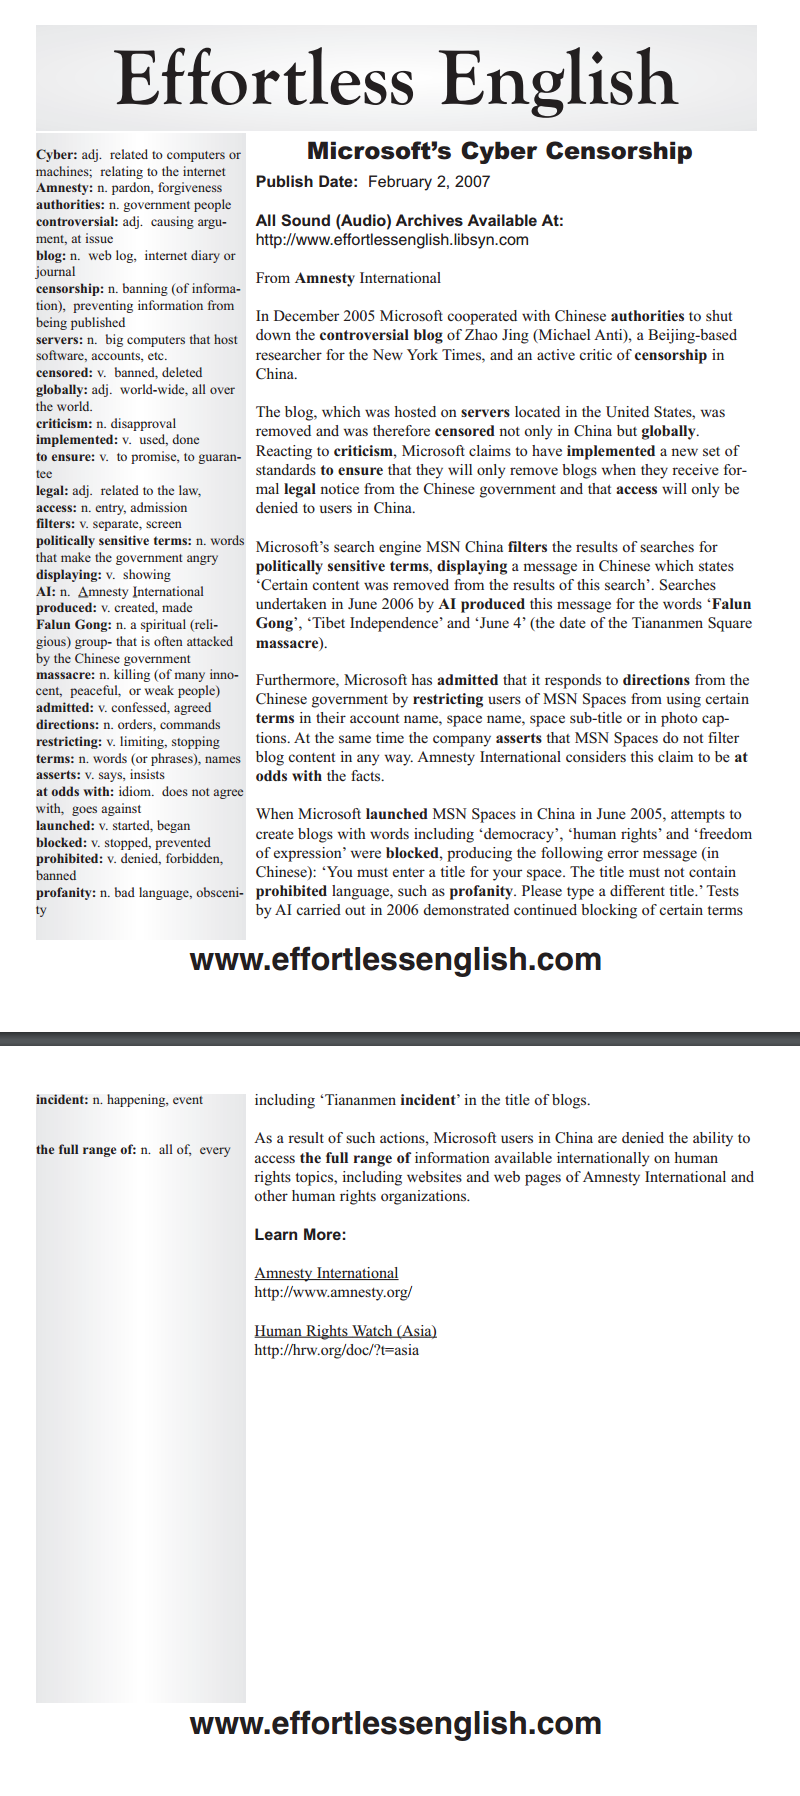 Effortless English
Cyber: adj. related to computers or
machines; relating to the internet
Amnesty: n. pardon, forgiveness
authorities: n. government people
controversial: adj. causing argu-
ment, at issue
blog: n. web log, internet diary or
journal
censorship: n. banning (of informa-
tion), preventing information from
being published
servers: n. big computers that host
software, accounts, etc.
censored: v. banned, deleted
globally: adj. world-wide, all over
the world.
criticism: n. disapproval
implemented: v. used, done
to ensure: v. to promise, to guaran-
tee
legal: adj. related to the law,
access: n. entry, admission
filters: v. separate, screen
politically sensitive terms: n. words
that make the government angry
displaying: v. showing
AI: n. Amnesty International
produced: v. created, made
Falun Gong: n. a spiritual (reli-
gious) group- that is often attacked
by the Chinese government
massacre: n. killing (of many inno-
cent, peaceful, or weak people)
admitted: v. confessed, agreed
directions: n. orders, commands
restricting: v. limiting, stopping
terms: n. words (or phrases), names
asserts: v. says, insists
at odds with: idiom. does not agree
with, goes against
launched: v. started, began
blocked: v. stopped, prevented
prohibited: v. denied, forbidden,
banned
profanity: n. bad language, obsceni-
ty
Microsoft's Cyber Censorship
Publish Date: February 2, 2007
All Sound (Audio) Archives Available At:
http://www.effortlessenglish.libsyn.com
From Amnesty International
In December 2005 Microsoft cooperated with Chinese authorities to shut
down the controversial blog of Zhao Jing (Michael Anti), a Beijing-based
researcher for the New York Times, and an active critic of censorship in
China.
The blog, which was hosted on servers located in the United States, was
removed and was therefore censored not only in China but globally.
Reacting to criticism, Microsoft claims to have implemented a new set of
standards to ensure that they will only remove blogs when they receive for-
mal legal notice from the Chinese government and that access will only be
denied to users in China.
Microsoft's search engine MSN China filters the results of searches for
politically sensitive terms, displaying a message in Chinese which states
‘Certain content was removed from the results of this search’. Searches
undertaken in June 2006 by AI produced this message for the words ‘Falun
Gong’, ‘Tibet Independence’ and ‘June 4’ (the date of the Tiananmen Square
massacre).
Furthermore, Microsoft has admitted that it responds to directions from the
Chinese government by restricting users of MSN Spaces from using certain
terms in their account name, space name, space sub-title or in photo cap-
tions. At the same time the company asserts that MSN Spaces do not filter
blog content in any way. Amnesty International considers this claim to be at
odds with the facts.
When Microsoft launched MSN Spaces in China in June 2005, attempts to
create blogs with words including ‘democracy’, ‘human rights’ and ‘freedom
of expression’ were blocked, producing the following error message (in
Chinese): ‘You must enter a title for your space. The title must not contain
prohibited language, such as profanity. Please type a different title.’ Tests
by AI carried out in 2006 demonstrated continued blocking of certain terms
www.effortlessenglish.com
incident: n. happening, event
the full range of: n. all of, every
including ‘Tiananmen incident’ in the title of blogs.
As a result of such actions, Microsoft users in China are denied the ability to
access the full range of information available internationally on human
rights topics, including websites and web pages of Amnesty International and
other human rights organizations.
Learn More:
Amnesty International
http://www.amnesty.org/
Human Rights Watch (Asia)
http://hrw.org/doc/?t=asia
www.effortlessenglish.com